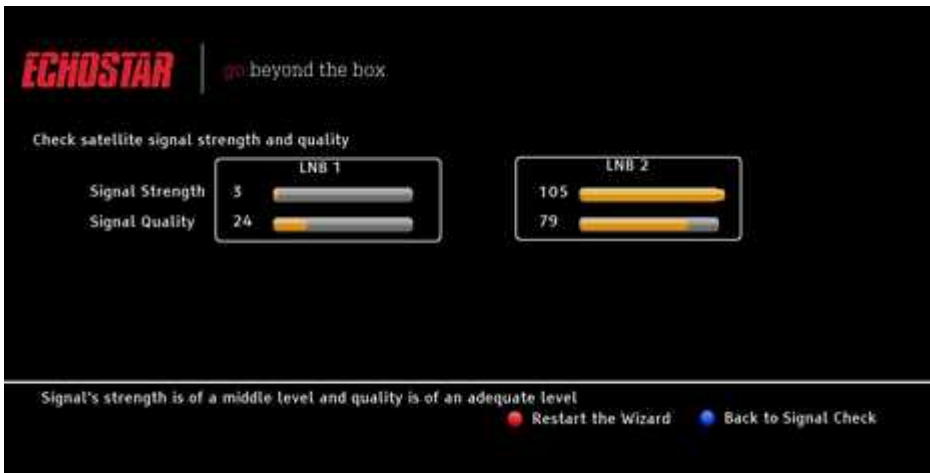 ECHOSTAR
go beyond the box
Check satellite signal strength and quality
LNB 1
LNB 2
Signal Strength 3 105
Signal Quality 24 79
Signal's strength is of a middle level and quality is of an adequate level
Restart the Wizard Back to Signal Check